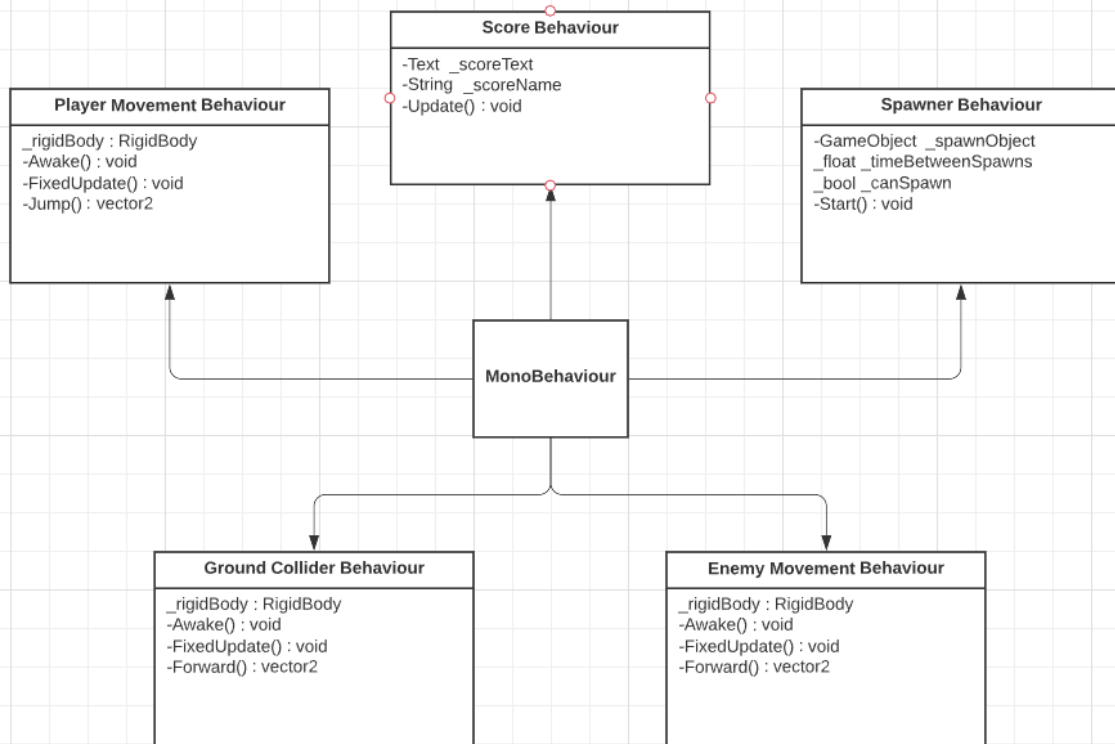 Score Behaviour
-Text _scoreText
-String _scoreName
-Update() : void
Player Movement Behaviour
_rigidBody : RigidBody
-Awake() : void
-FixedUpdate() : void
-Jump() : vector2
Spawner Behaviour
-GameObject _spawnObject
_float _timeBetweenSpawns
_bool _canSpawn
-Start() : void
MonoBehaviour
Ground Collider Behaviour
_rigidBody : RigidBody
-Awake() : void
-FixedUpdate() : void
-Forward() : vector2
Enemy Movement Behaviour
_rigidBody : RigidBody
-Awake() : void
-FixedUpdate() : void
-Forward() : vector2